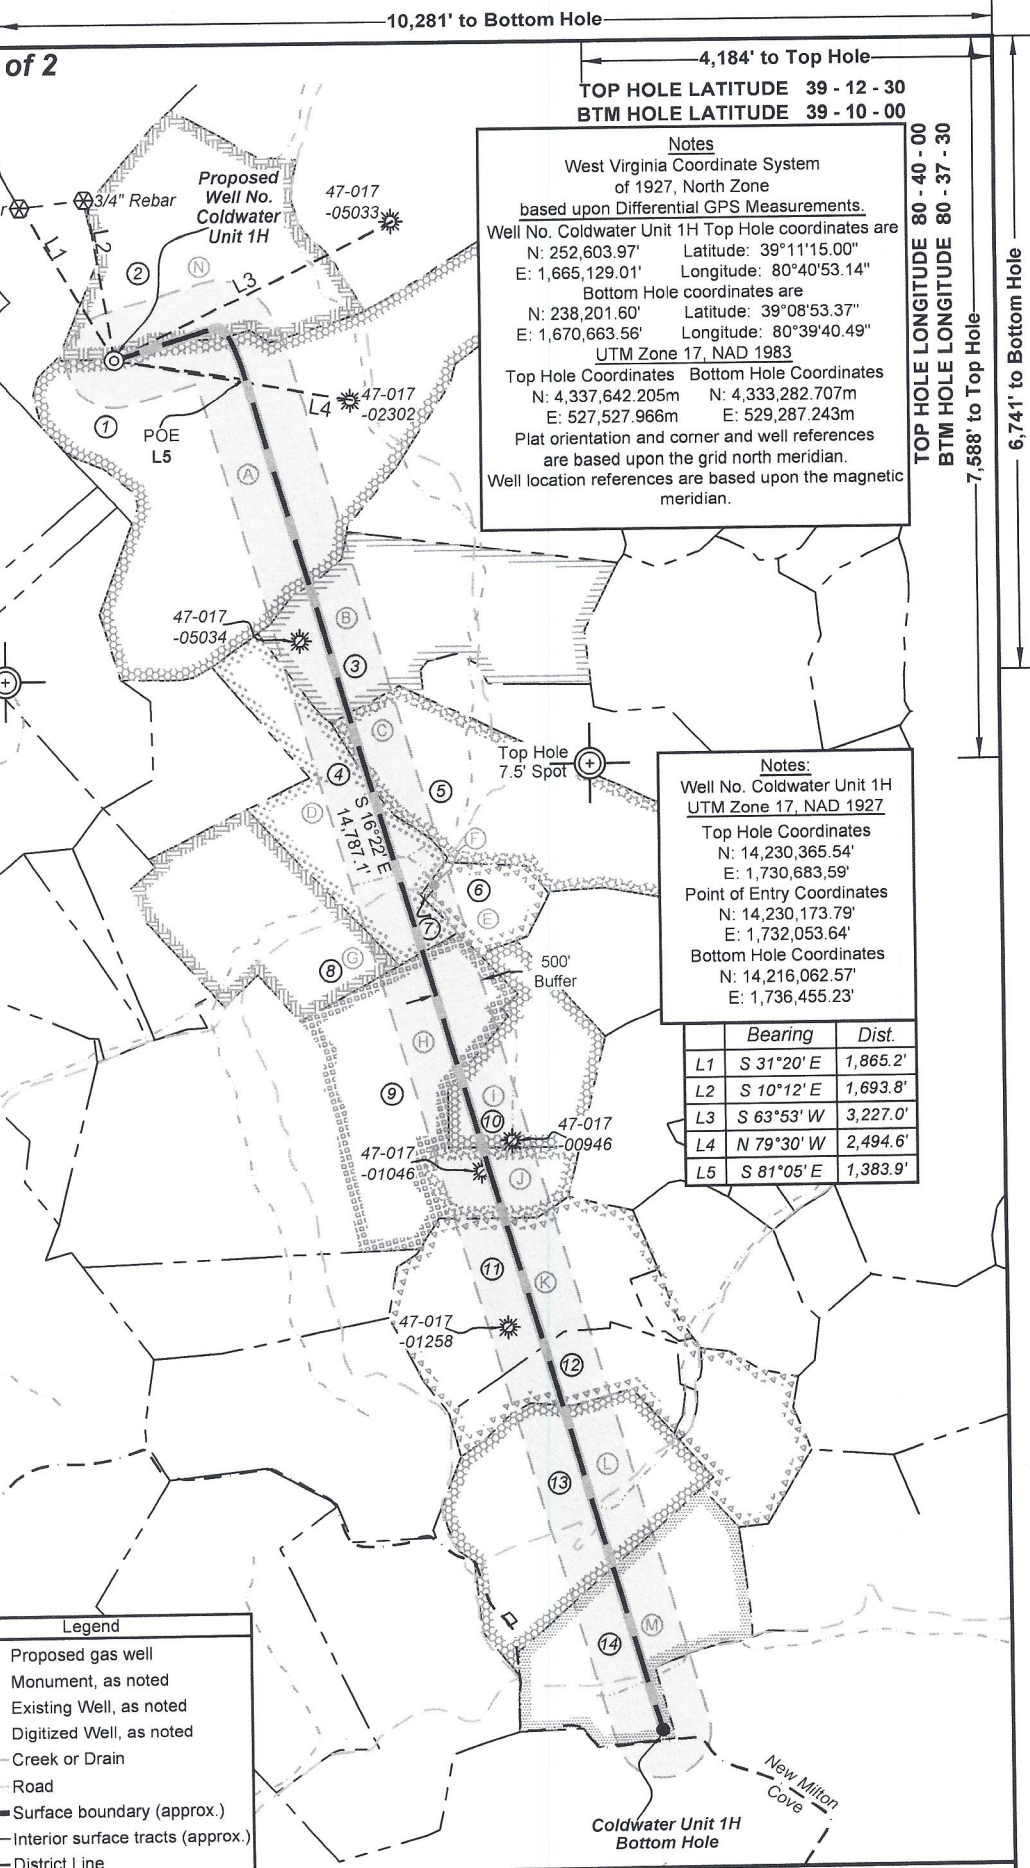 10,281' to Bottom Hole
of 2
4,184' to Top Hole
TOP HOLE LATITUDE 39 - 12 - 30
BTM HOLE LATITUDE 39 - 10 - 00
TOP HOLE LONGITUDE 80 - 40 - 00
BTM HOLE LONGITUDE 80 - 37 - 30
7,588' to Top Hole
6,741' to Bottom Hole
Notes
West Virginia Coordinate System
of 1927, North Zone
based upon Differential GPS Measurements.
Well No. Coldwater Unit 1H Top Hole coordinates are
N: 252,603.97' Latitude: 39°11'15.00"
E: 1,665,129.01' Longitude: 80°40'53.14"
Bottom Hole coordinates are
N: 238,201.60' Latitude: 39°08'53.37"
E: 1,670,663.56' Longitude: 80°39'40.49"
UTM Zone 17, NAD 1983
Top Hole Coordinates Bottom Hole Coordinates
N: 4,337,642.205m N: 4,333,282.707m
E: 527,527.966m E: 529,287.243m
Plat orientation and corner and well references
are based upon the grid north meridian.
Well location references are based upon the magnetic
meridian.
Proposed
Well No.
Coldwater
Unit 1H
r
3/4" Rebar
47-017
-05033
L1
L2
2
N
L3
47-017
-02302
L4
1
POE
L5
A
47-017
-05034
B
3
C
Top Hole
7.5' Spot
4
5
S 16°22' E
14,787.1'
D
F
6
E
7
G
8
500'
Buffer
H
9
I
10
47-017
-00946
47-017
-01046
J
11
K
47-017
-01258
12
L
13
M
14
Notes:
Well No. Coldwater Unit 1H
UTM Zone 17, NAD 1927
Top Hole Coordinates
N: 14,230,365.54'
E: 1,730,683,59'
Point of Entry Coordinates
N: 14,230,173.79'
E: 1,732,053.64'
Bottom Hole Coordinates
N: 14,216,062.57'
E: 1,736,455.23'
Bearing Dist.
L1 S 31°20' E 1,865.2'
L2 S 10°12' E 1,693.8'
L3 S 63°53' W 3,227.0'
L4 N 79°30' W 2,494.6'
L5 S 81°05' E 1,383.9'
New Milton
Cove
Coldwater Unit 1H
Bottom Hole
Legend
Proposed gas well
Monument, as noted
Existing Well, as noted
Digitized Well, as noted
Creek or Drain
Road
Surface boundary (approx.)
Interior surface tracts (approx.)
District Line